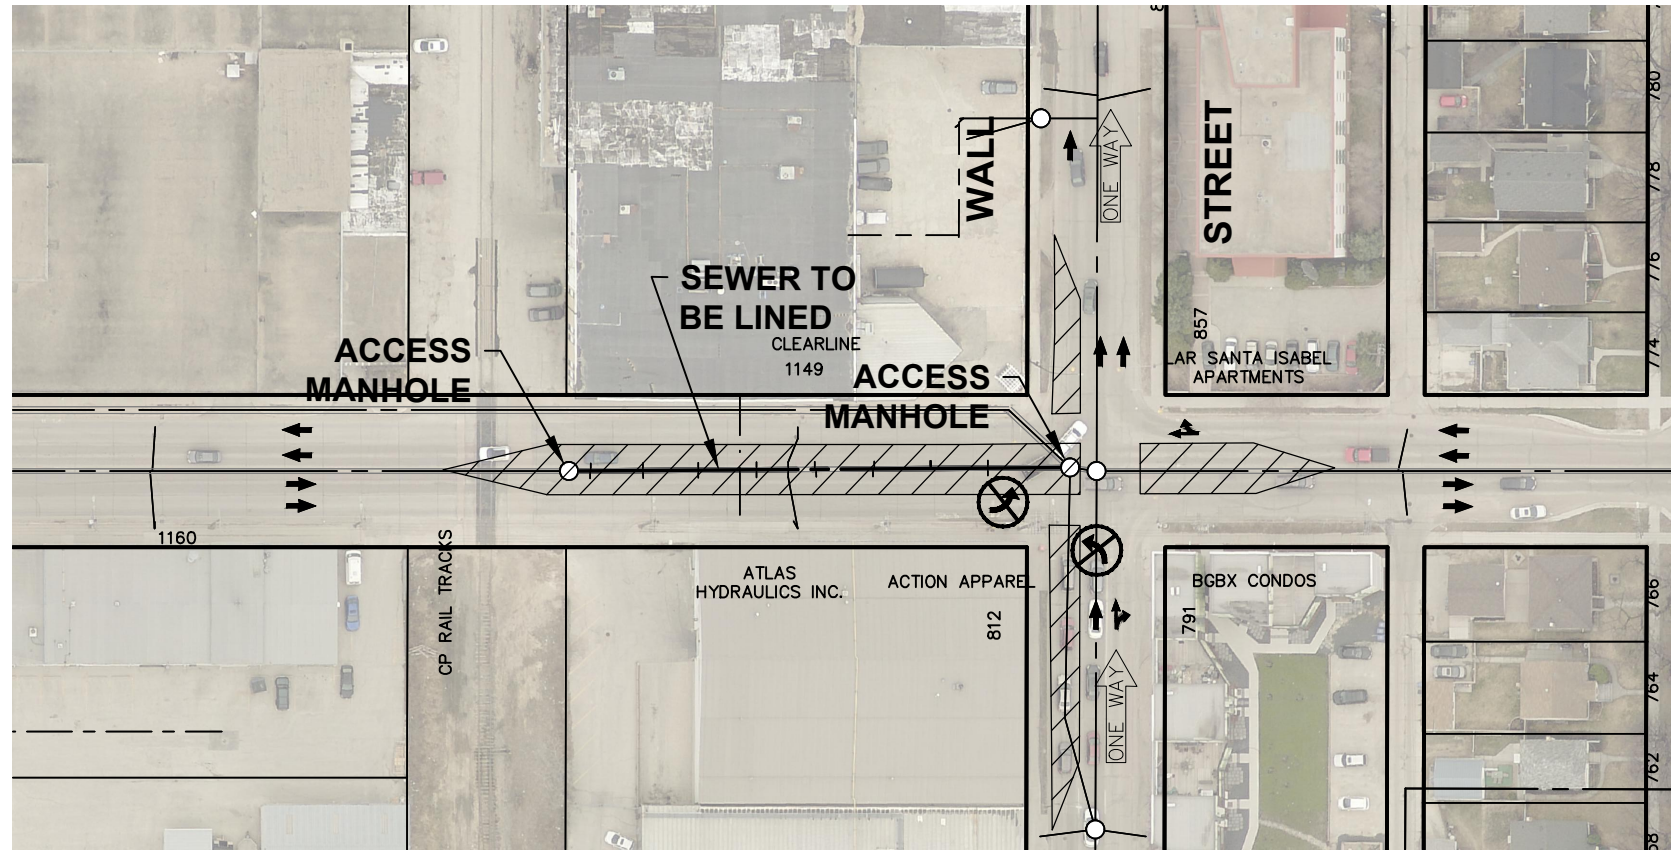 780
STREET
WALL
ONE WAY
778
776
SEWER TO
BE LINED
CLEARLINE
1149
857
LAR SANTA ISABEL
APARTMENTS
774
ACCESS
MANHOLE
ACCESS
MANHOLE
1160
CP RAIL TRACKS
ATLAS
HYDRAULICS INC.
ACTION APPAREL
812
BGBX CONDOS
791
766
ONE WAY
764
762